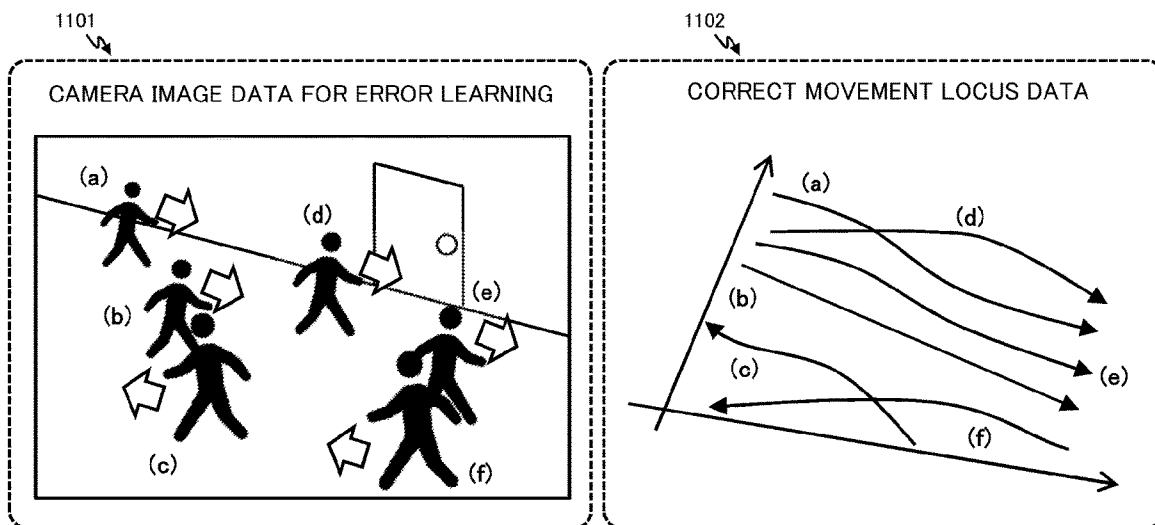 1101
CAMERA IMAGE DATA FOR ERROR LEARNING
(a)
(d)
(b)
(e)
(c)
(f)
1102
CORRECT MOVEMENT LOCUS DATA
(a)
(d)
(b)
(c)
(e)
(f)